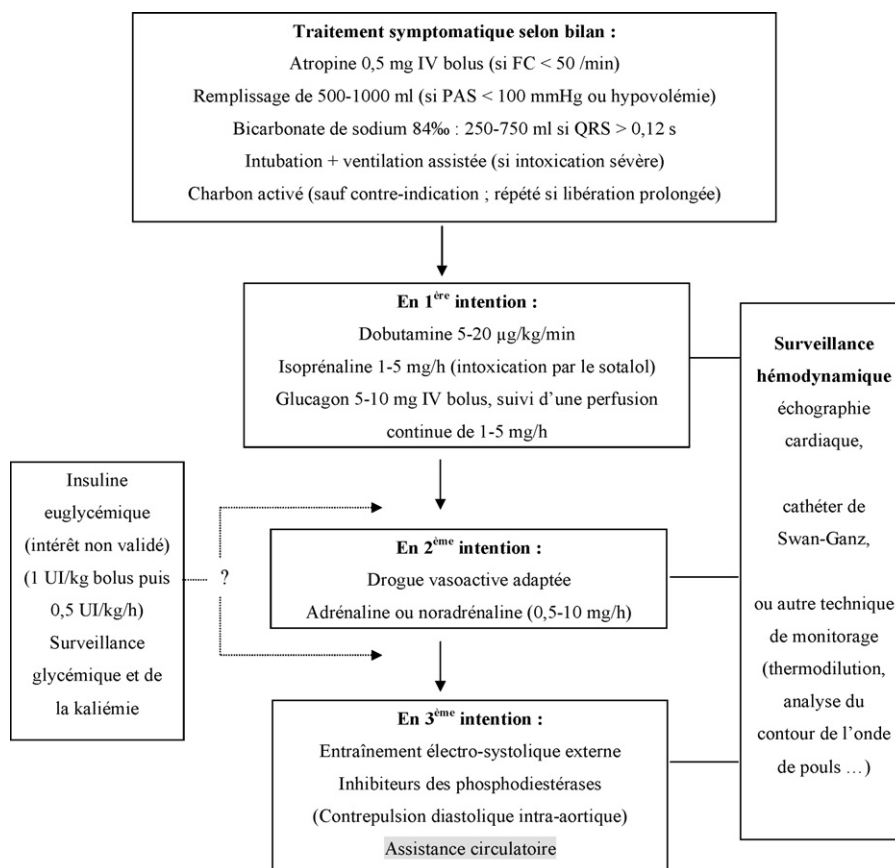 Traitement symptomatique selon bilan :
Atropine 0,5 mg IV bolus (si FC < 50 /min)
Remplissage de 500-1000 ml (si PAS < 100 mmHg ou hypovolémie)
Bicarbonate de sodium 84‰ : 250-750 ml si QRS > 0,12 s
Intubation + ventilation assistée (si intoxication sévère)
Charbon activé (sauf contre-indication ; répété si libération prolongée)
En 1ère intention :
Dobutamine 5-20 µg/kg/min
Isoprénaline 1-5 mg/h (intoxication par le sotalol)
Glucagon 5-10 mg IV bolus, suivi d'une perfusion
continue de 1-5 mg/h
Surveillance
hémodynamique
échographie
cardiaque,
cathéter de
Swan-Ganz,
ou autre technique
de monitorage
(thermodilution,
analyse du
contour de l'onde
de pouls …)
Insuline
euglycémique
(intérêt non validé)
(1 UI/kg bolus puis
0,5 UI/kg/h)
Surveillance
glycémique et de
la kaliémie
?
En 2ème intention :
Drogue vasoactive adaptée
Adrénaline ou noradrénaline (0,5-10 mg/h)
En 3ème intention :
Entraînement électro-systolique externe
Inhibiteurs des phosphodiestérases
(Contrepulsion diastolique intra-aortique)
Assistance circulatoire